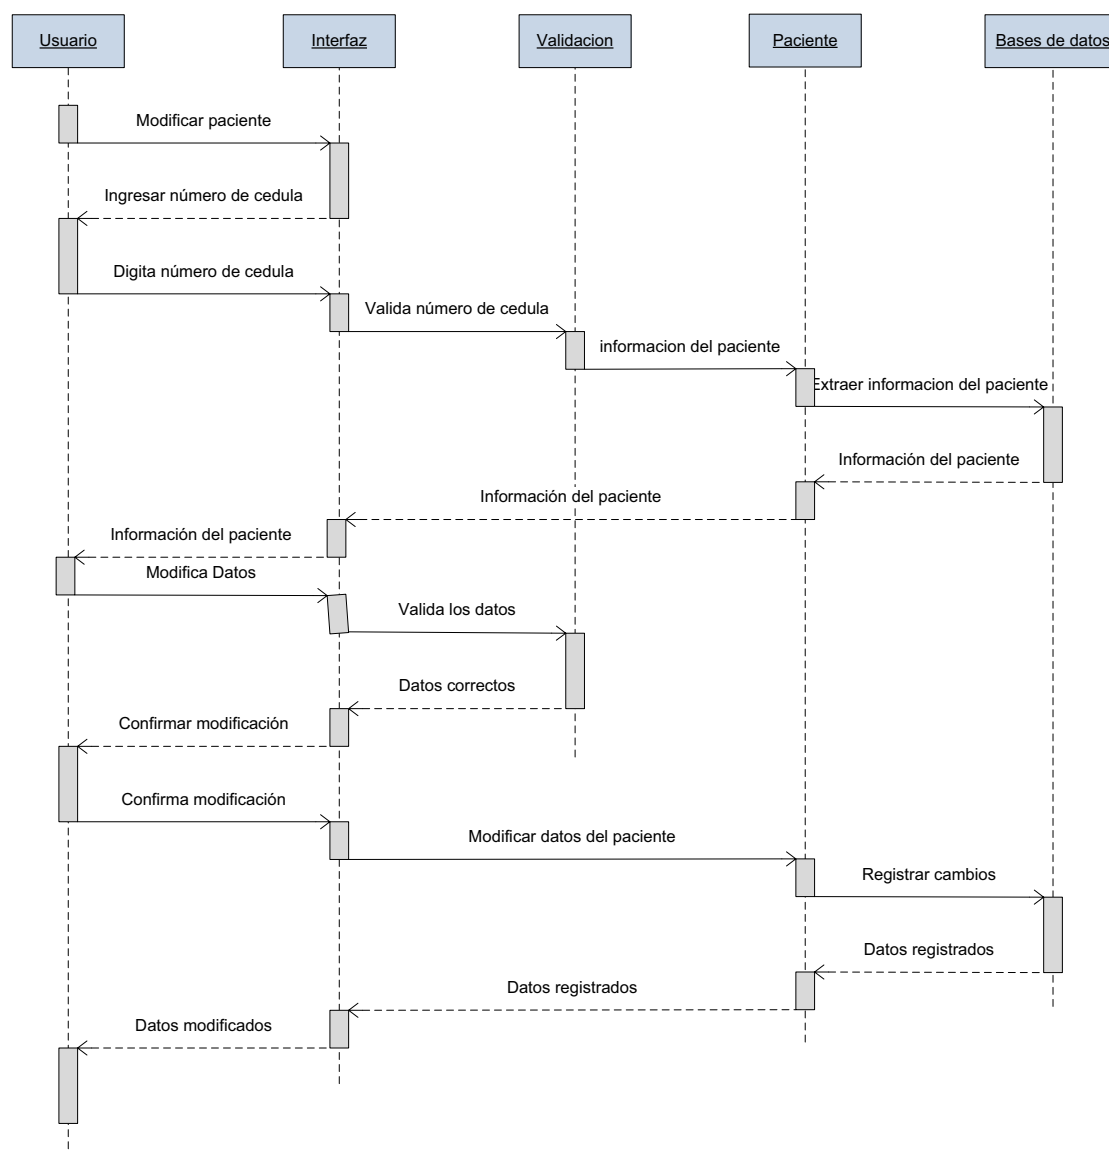 Usuario
Interfaz
Validacion
Paciente
Bases de datos
Modificar paciente
Ingresar número de cedula
Digita número de cedula
Valida número de cedula
informacion del paciente
Extraer informacion del paciente
Información del paciente
Información del paciente
Información del paciente
Modifica Datos
Valida los datos
Datos correctos
Confirmar modificación
Confirma modificación
Modificar datos del paciente
Registrar cambios
Datos registrados
Datos registrados
Datos modificados